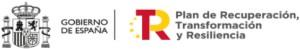 GOBIERNO
DE ESPAÑA
Plan de Recuperación,
Transformación
y Resiliencia